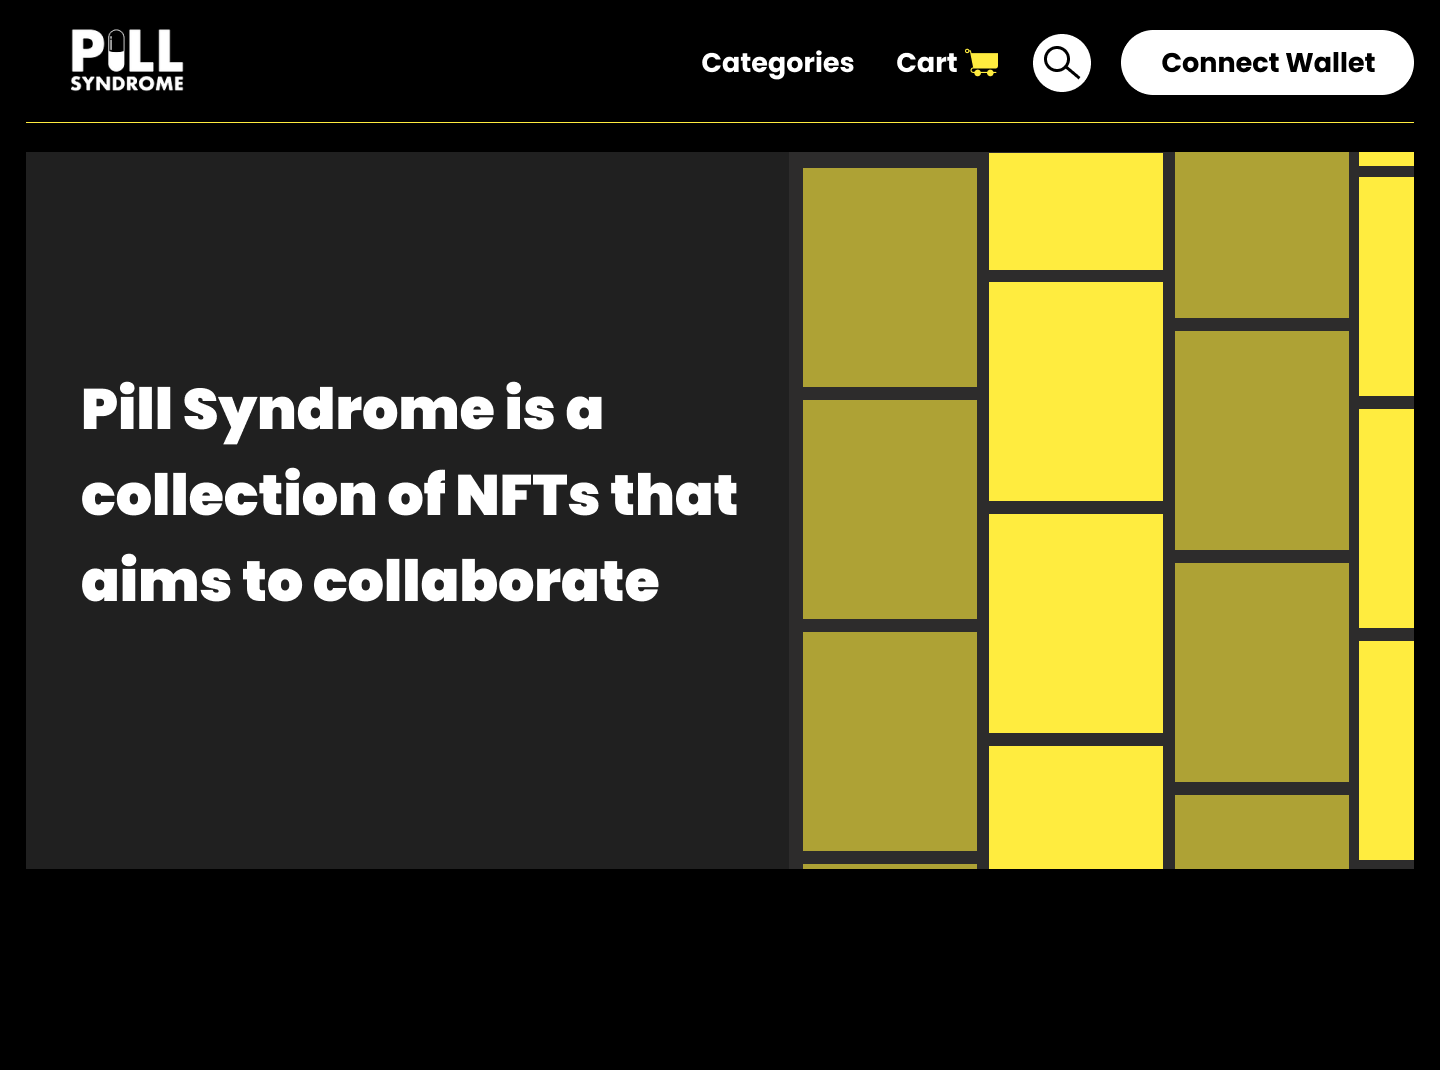 PILL
SYNDROME
Categories
Cart
Connect Wallet
Pill Syndrome is a
collection of NFTs that
aims to collaborate